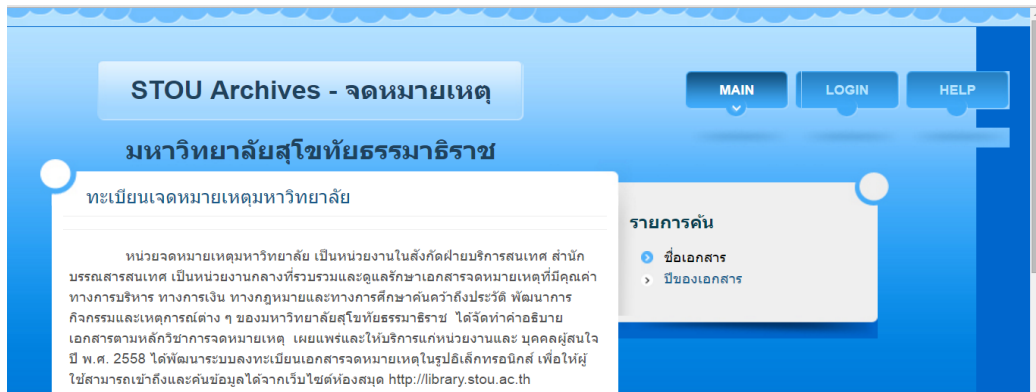 STOU Archives - จดหมายเหตุ
MAIN
LOGIN
HELP
มหาวิทยาลัยสุโขทัยธรรมาธิราช
ทะเบียนเจดหมายเหตุมหาวิทยาลัย
หน่วยจดหมายเหตุมหาวิทยาลัย เป็นหน่วยงานในสังกัดฝ่ายบริการสนเทศ สำนัก
บรรณสารสนเทศ เป็นหน่วยงานกลางที่รวบรวมและดูแลรักษาเอกสารจดหมายเหตุที่มีคุณค่า
ทางการบริหาร ทางการเงิน ทางกฎหมายและทางการศึกษาค้นคว้าถึงประวัติ พัฒนาการ
กิจกรรมและเหตุการณ์ต่าง ๆ ของมหาวิทยาลัยสุโขทัยธรรมาธิราช ได้จัดทำคำอธิบาย
เอกสารตามหลักวิชาการจดหมายเหตุ เผยแพร่และให้บริการแก่หน่วยงานและ บุคคลผู้สนใจ
ปี พ.ศ. 2558 ได้พัฒนาระบบลงทะเบียนเอกสารจดหมายเหตุในรูปอิเล็กทรอนิกส์ เพื่อให้ผู้
ใช้สามารถเข้าถึงและค้นข้อมูลได้จากเว็บไซต์ห้องสมุด http://library.stou.ac.th
รายการค้น
ชื่อเอกสาร
ปีของเอกสาร